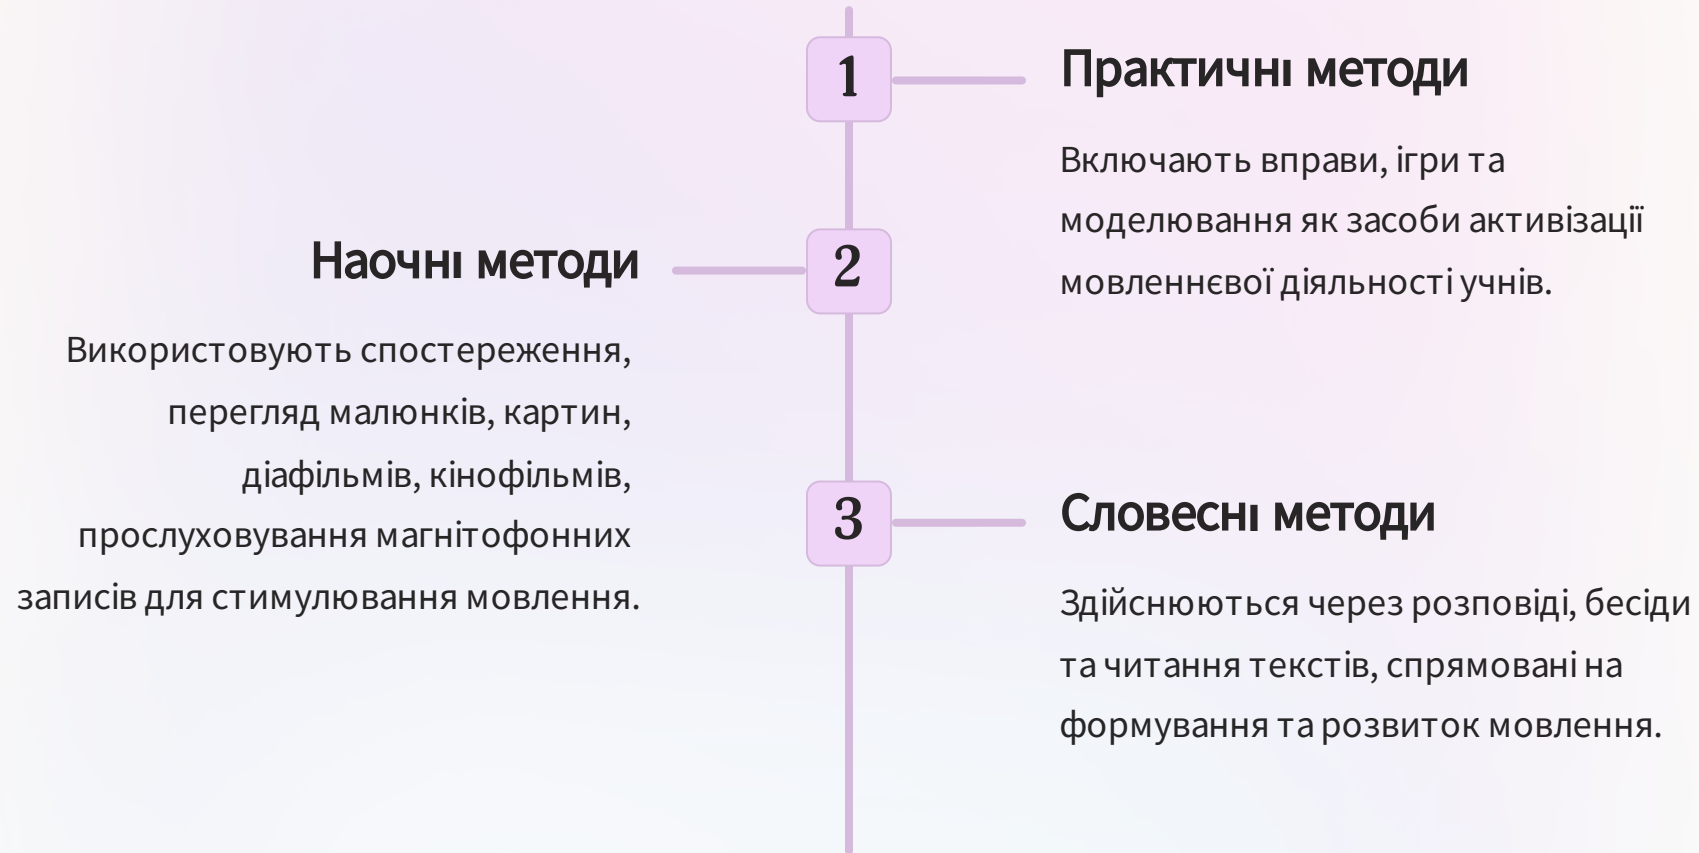 1
Практичні методи
Включають вправи, ігри та
моделювання як засоби активізації
мовленнєвої діяльності учнів.
2
Наочні методи
Використовують спостереження,
перегляд малюнків, картин,
діафільмів, кінофільмів,
прослуховування магнітофонних
записів для стимулювання мовлення.
3
Словесні методи
Здійснюються через розповіді, бесіди
та читання текстів, спрямовані на
формування та розвиток мовлення.